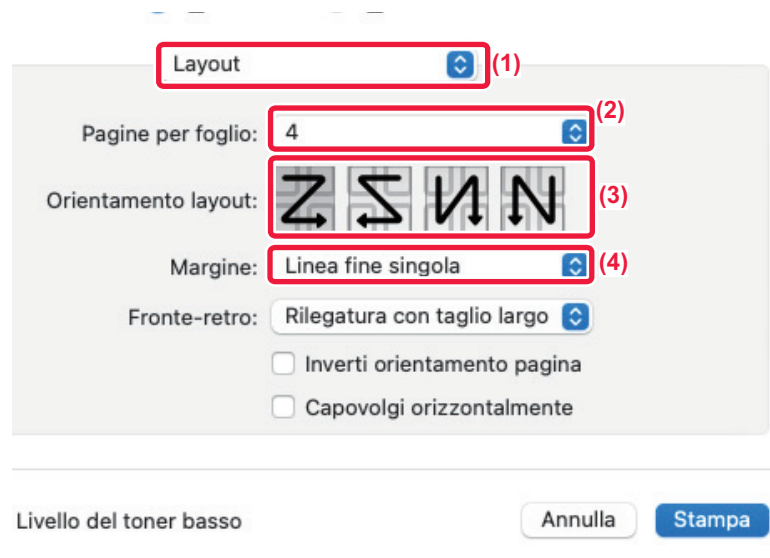 Layout (1)
Pagine per foglio: 4 (2)
Orientamento layout: (3)
Margine: Linea fine singola (4)
Fronte-retro: Rilegatura con taglio largo
Inverti orientamento pagina
Capovolgi orizzontalmente
Livello del toner basso Annulla Stampa